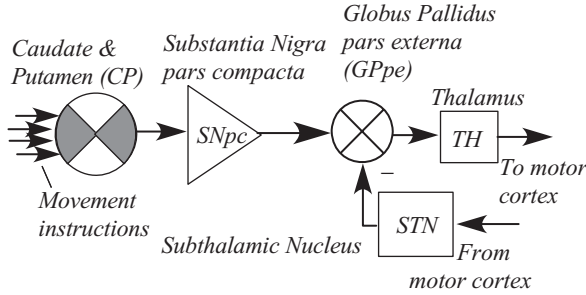 Caudate &
Putamen (CP)
Substantia Nigra
pars compacta
Globus Pallidus
pars externa
(GPpe)
Thalamus
SNpc
TH
To motor
cortex
Movement
instructions
–
Subthalamic Nucleus
STN
From
motor cortex